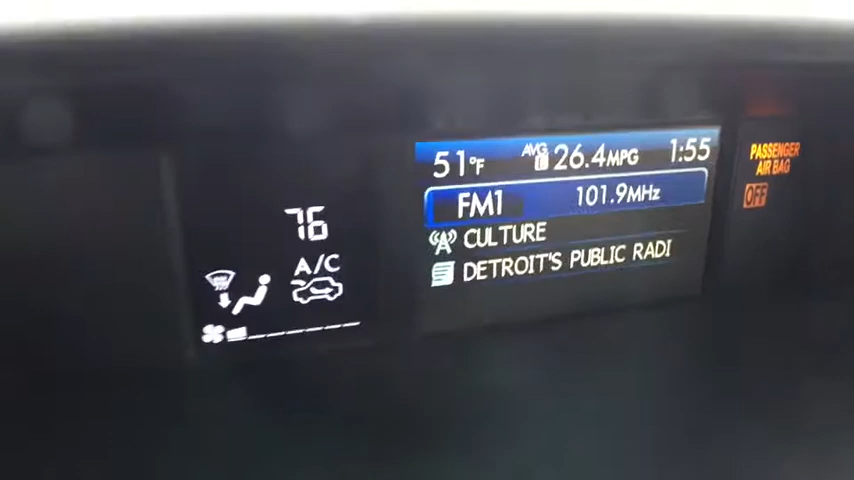 51°F AVG 26.4MPG 1:55
FM1 101.9MHz
CULTURE
DETROIT'S PUBLIC RADI
76
A/C
PASSENGER
AIR BAG
OFF